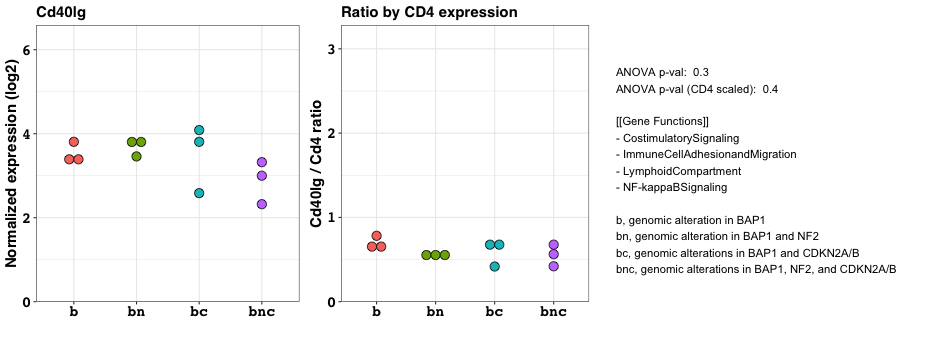 Cd40lg
Normalized expression (log2)
6
4
2
0
b bn bc bnc
Ratio by CD4 expression
Cd40lg / Cd4 ratio
3
2
1
0
b bn bc bnc
ANOVA p-val: 0.3
ANOVA p-val (CD4 scaled): 0.4
[[Gene Functions]]
- CostimulatorySignaling
- ImmuneCellAdhesionandMigration
- LymphoidCompartment
- NF-kappaBSignaling
b, genomic alteration in BAP1
bn, genomic alteration in BAP1 and NF2
bc, genomic alterations in BAP1 and CDKN2A/B
bnc, genomic alterations in BAP1, NF2, and CDKN2A/B